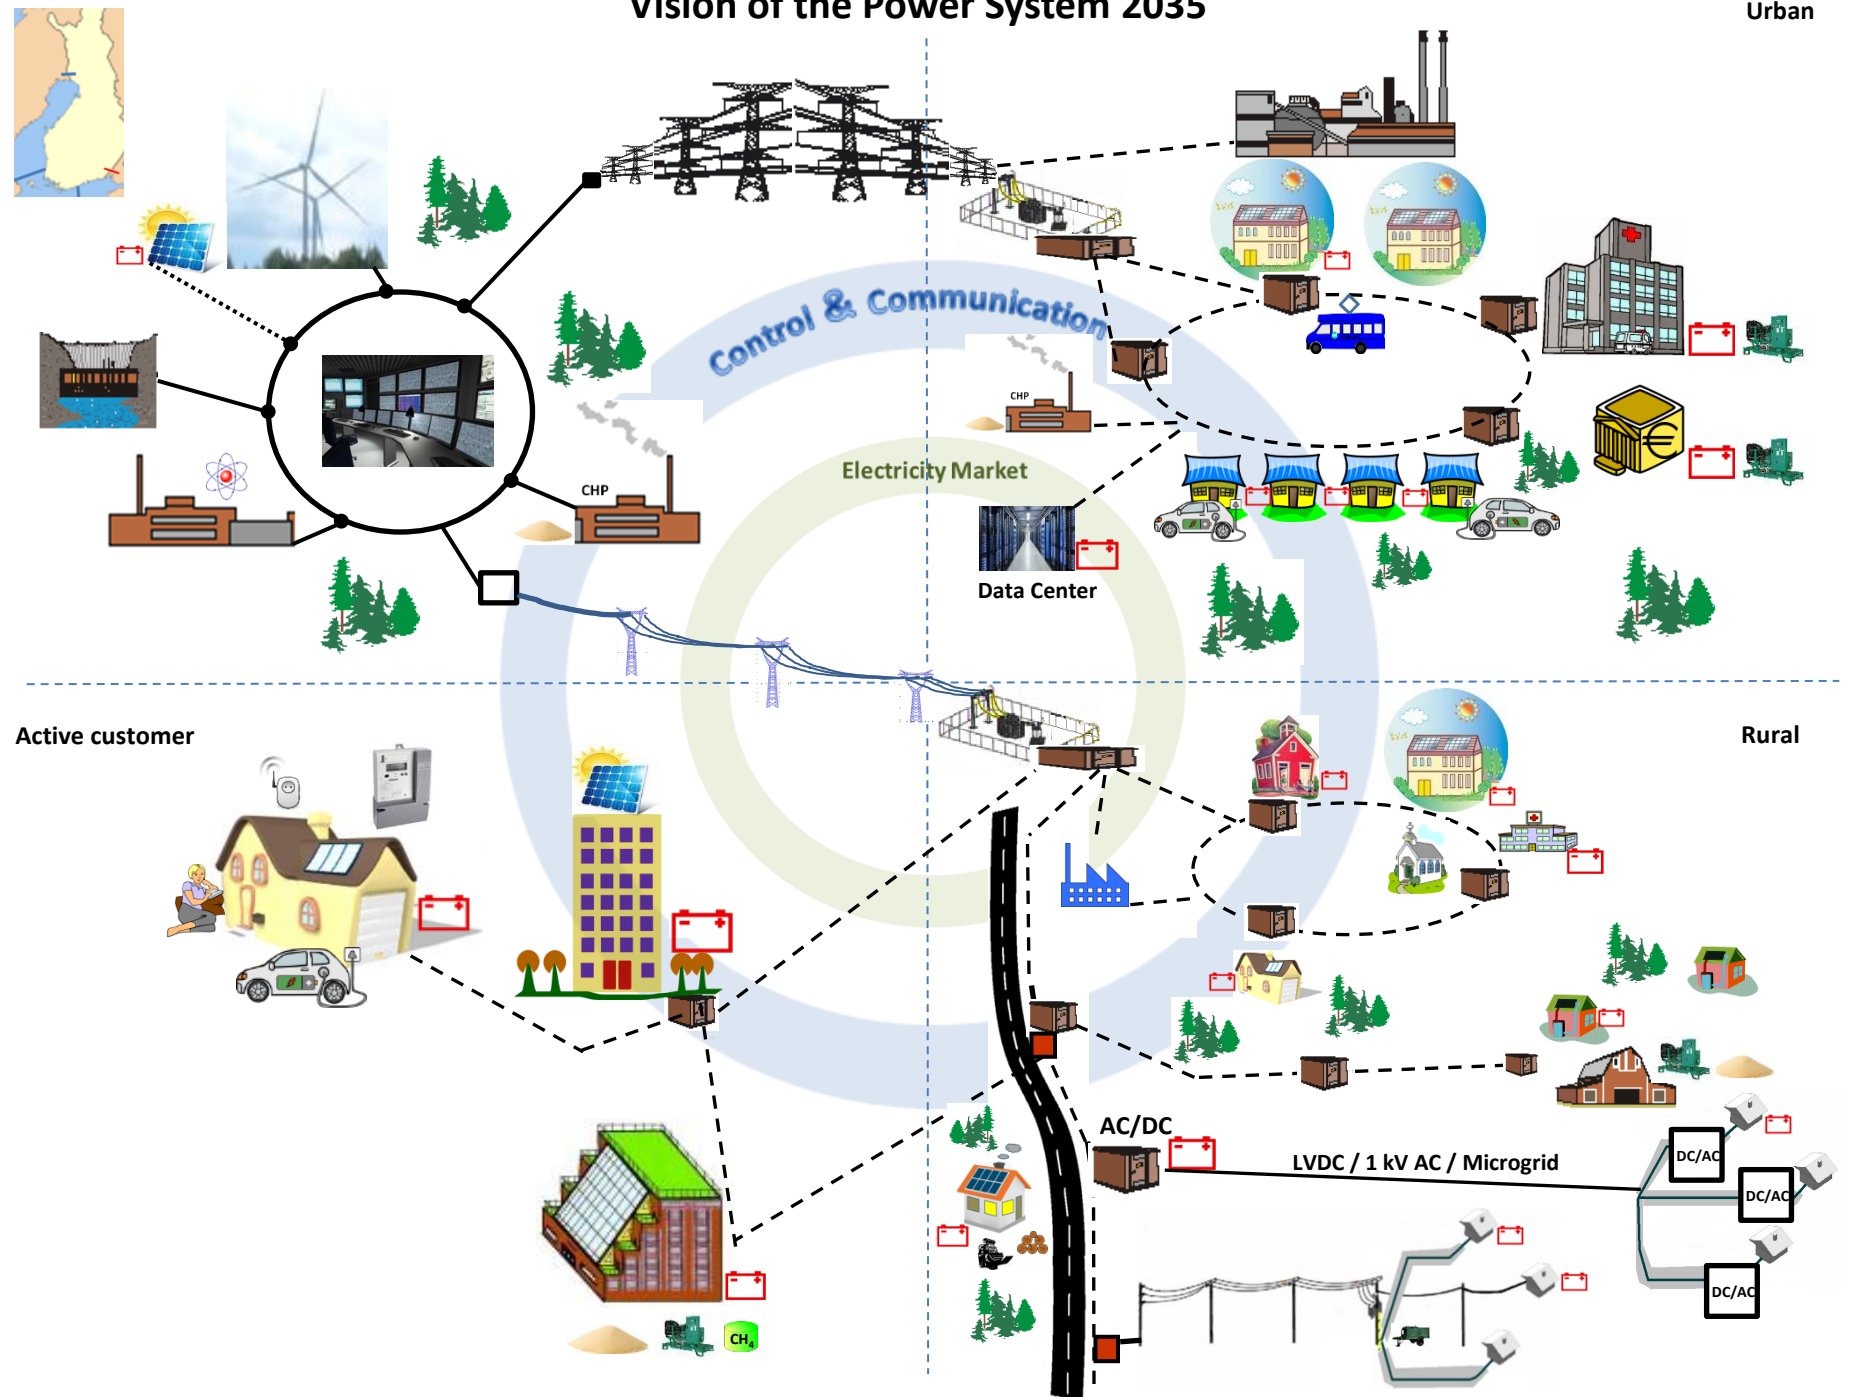 Vision of the Power System 2035
Urban
Control & Communication
CHP
Electricity Market
CHP
Data Center
Active customer
Rural
AC/DC
LVDC / 1 kV AC / Microgrid
DC/AC
DC/AC
DC/AC
CH4